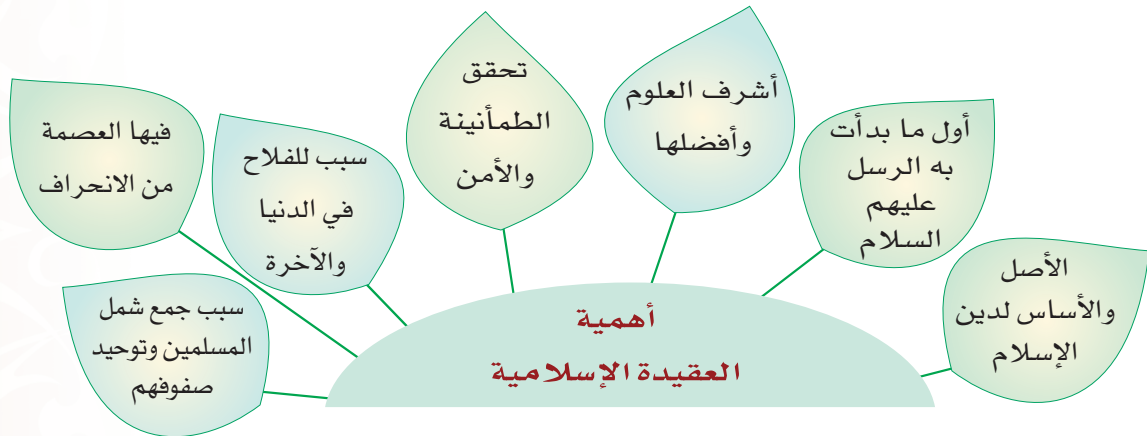 أهمية
العقيدة الإسلامية
الأصل
والأساس لدين
الإسلام
أول ما بدأت
به الرسل
عليهم
السلام
أشرف العلوم
وأفضلها
تحقق
الطمأنينة
والأمن
سبب للفلاح
في الدنيا
والآخرة
فيها العصمة
من الانحراف
سبب جمع شمل
المسلمين وتوحيد
صفوفهم